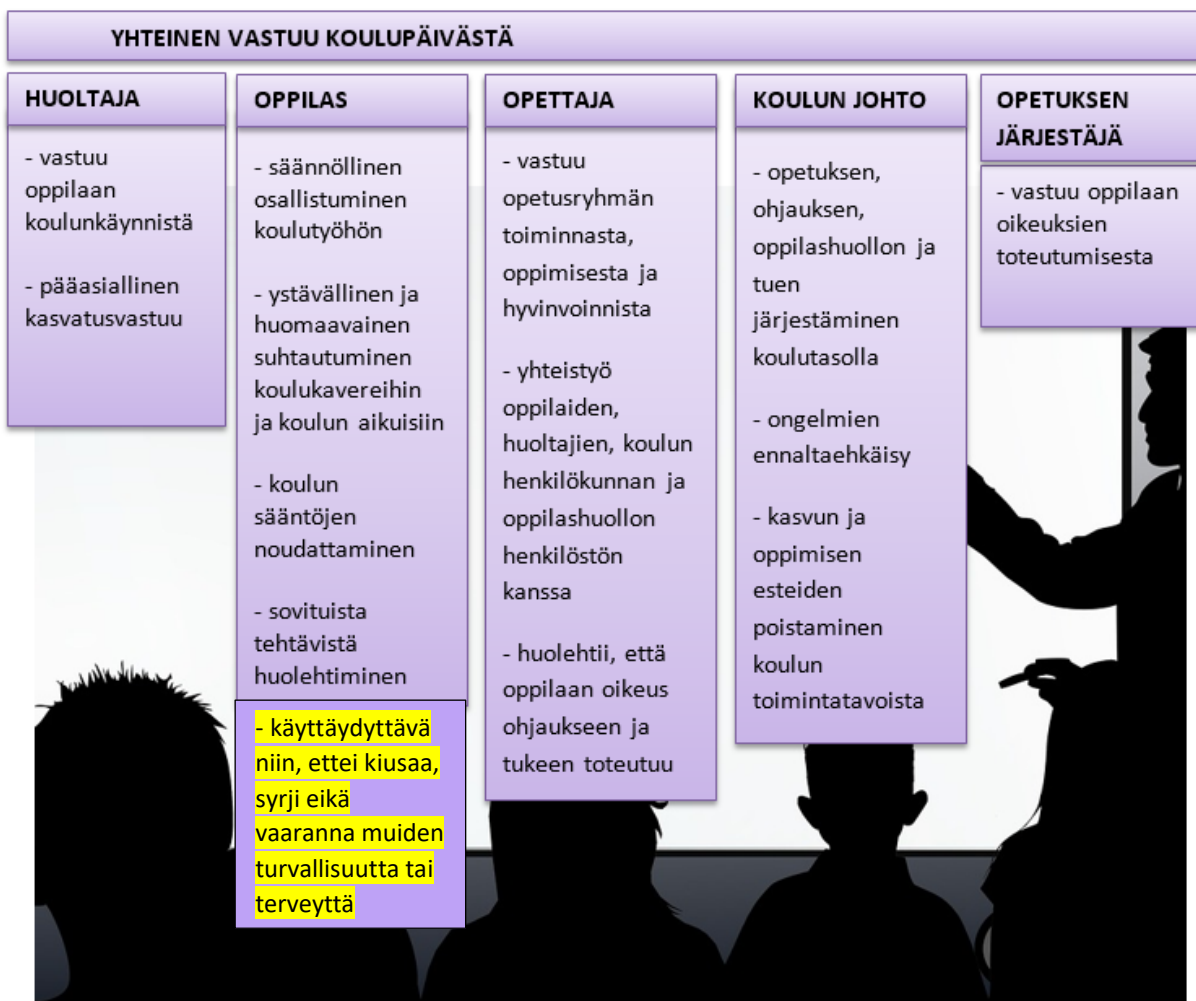 YHTEINEN VASTUU KOULUPÄIVÄSTÄ
HUOLTAJA
- vastuu
oppilaan
koulunkäynnistä
- pääasiallinen
kasvatusvastuu
OPPILAS
- säännöllinen
osallistuminen
koulutyöhön
- ystävällinen ja
huomaavainen
suhtautuminen
koulukavereihin
ja koulun aikuisiin
- koulun
sääntöjen
noudattaminen
- sovituista
tehtävistä
huolehtiminen
- käyttäydyttävä
niin, ettei kiusaa,
syrji eikä
vaaranna muiden
turvallisuutta tai
terveyttä
OPETTAJA
- vastuu
opetusryhmän
toiminnasta,
oppimisesta ja
hyvinvoinnista
- yhteistyö
oppilaiden,
huoltajien, koulun
henkilökunnan ja
oppilashuollon
henkilöstön
kanssa
- huolehtii, että
oppilaan oikeus
ohjaukseen ja
tukeen toteutuu
KOULUN JOHTO
- opetuksen,
ohjauksen,
oppilashuollon ja
tuen
järjestäminen
koulutasolla
- ongelmien
ennaltaehkäisy
- kasvun ja
oppimisen
esteiden
poistaminen
koulun
toimintatavoista
OPETUKSEN
JÄRJESTÄJÄ
- vastuu oppilaan
oikeuksien
toteutumisesta